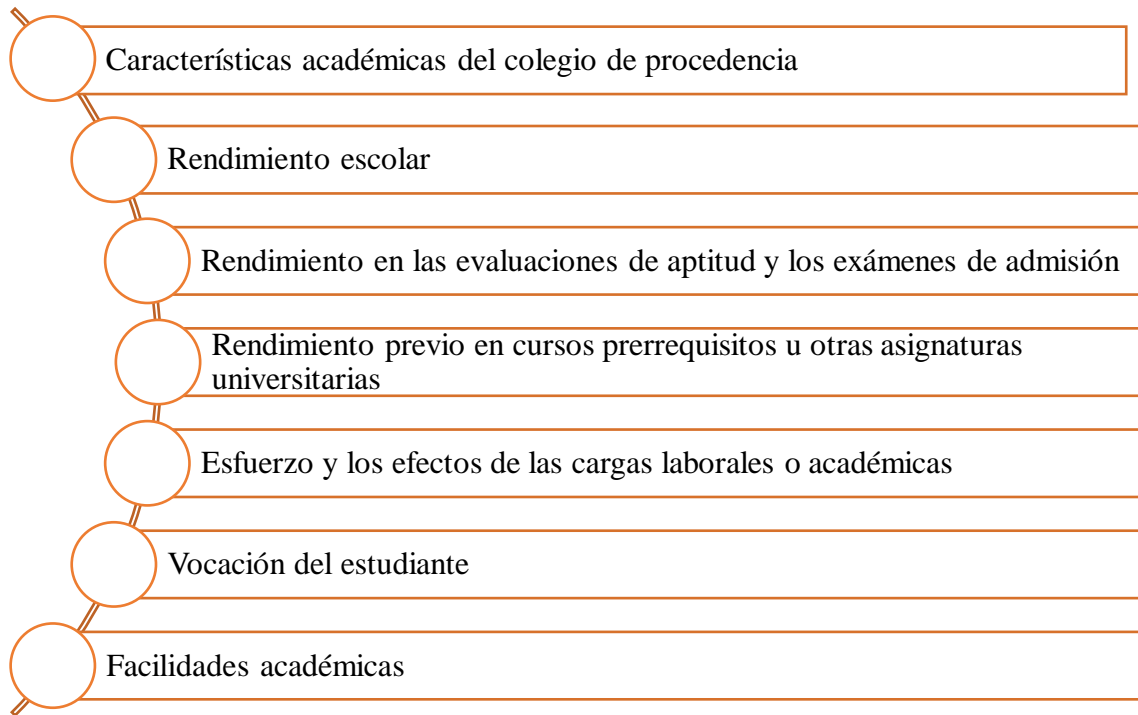 Características académicas del colegio de procedencia
Rendimiento escolar
Rendimiento en las evaluaciones de aptitud y los exámenes de admisión
Rendimiento previo en cursos prerrequisitos u otras asignaturas
universitarias
Esfuerzo y los efectos de las cargas laborales o académicas
Vocación del estudiante
Facilidades académicas